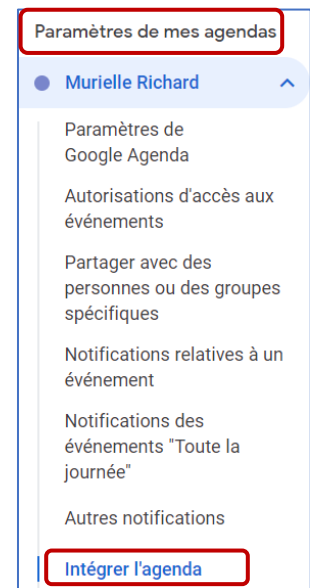 Paramètres de mes agendas
Murielle Richard
Paramètres de
Google Agenda
Autorisations d'accès aux
événements
Partager avec des
personnes ou des groupes
spécifiques
Notifications relatives à un
événement
Notifications des
événements "Toute la
journée"
Autres notifications
Intégrer l'agenda